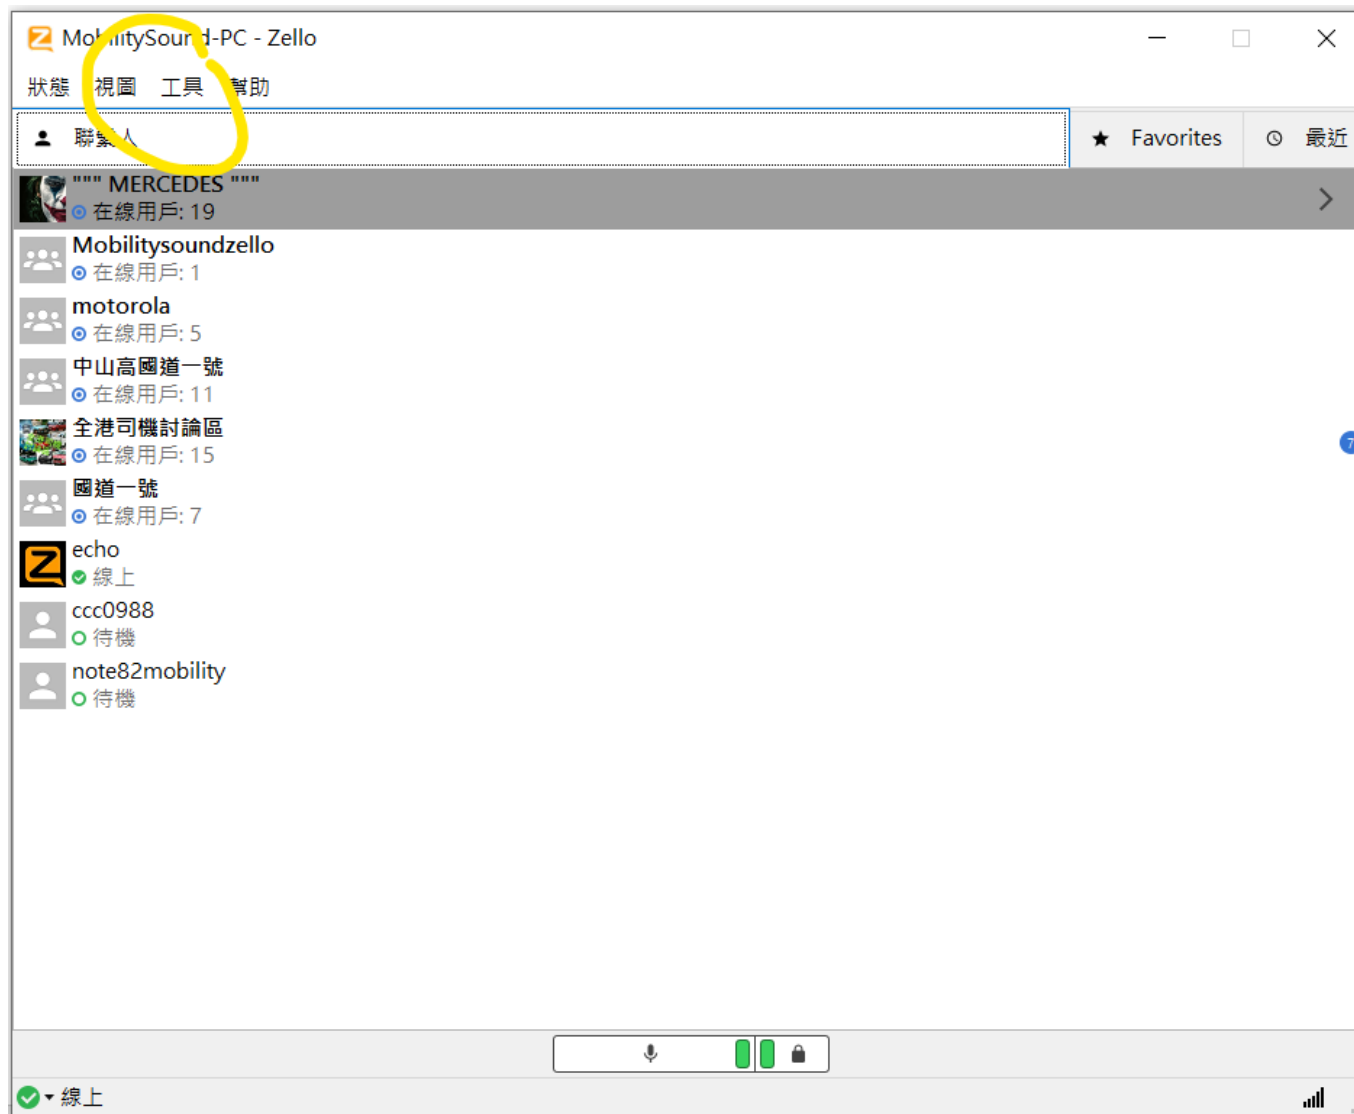 MobilitySound-PC - Zello
狀態 視圖 工具 幫助
聯繫人 Favorites 最近
""" MERCEDES """
在線用戶: 19
Mobilitysoundzello
在線用戶: 1
motorola
在線用戶: 5
中山高國道一號
在線用戶: 11
全港司機討論區
在線用戶: 15
7
國道一號
在線用戶: 7
echo
線上
ccc0988
待機
note82mobility
待機
線上